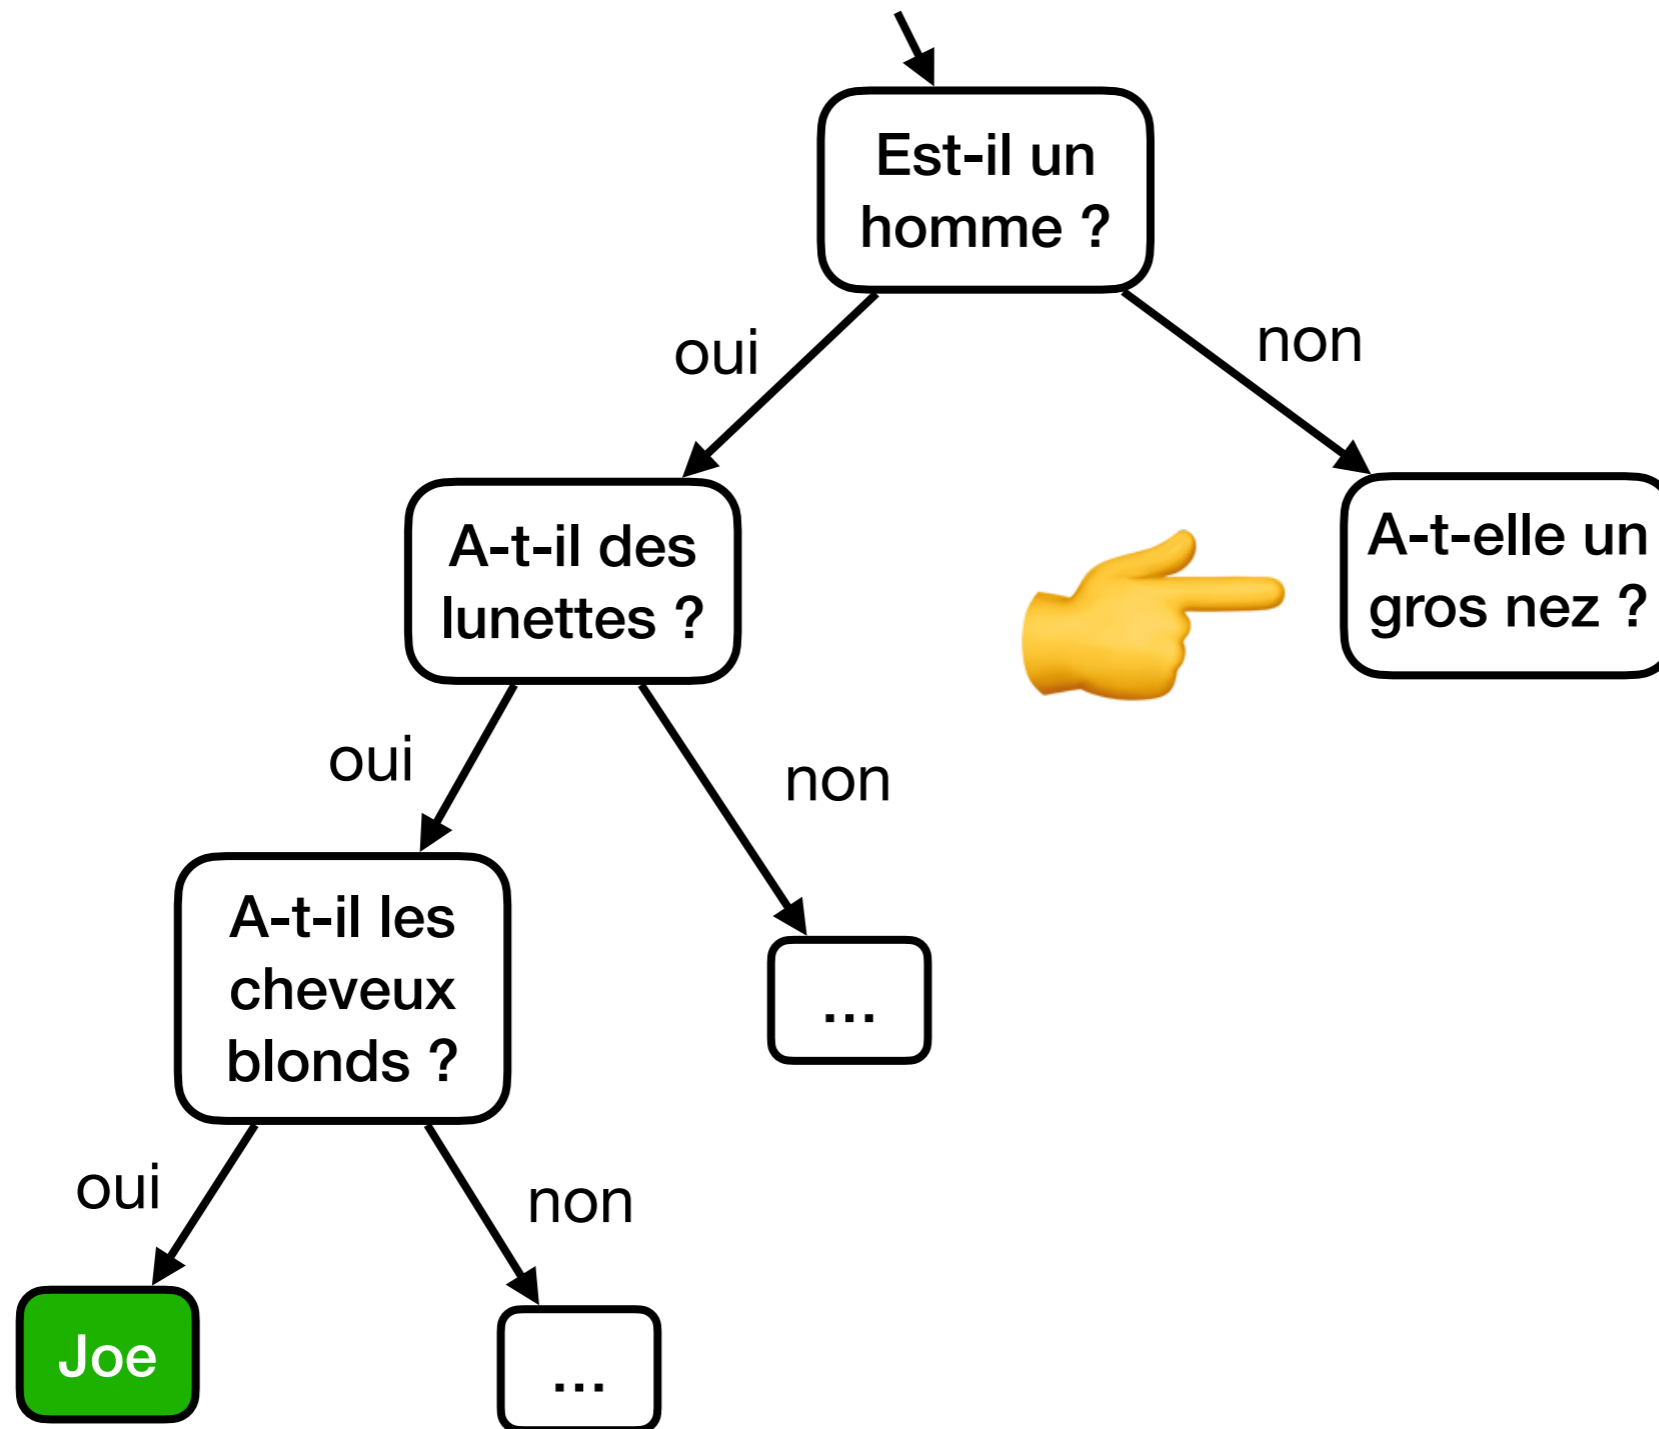 Est-il un
homme ?
oui
non
A-t-il des
lunettes ?
A-t-elle un
gros nez ?
oui
non
A-t-il les
cheveux
blonds ?
...
oui
non
Joe
...